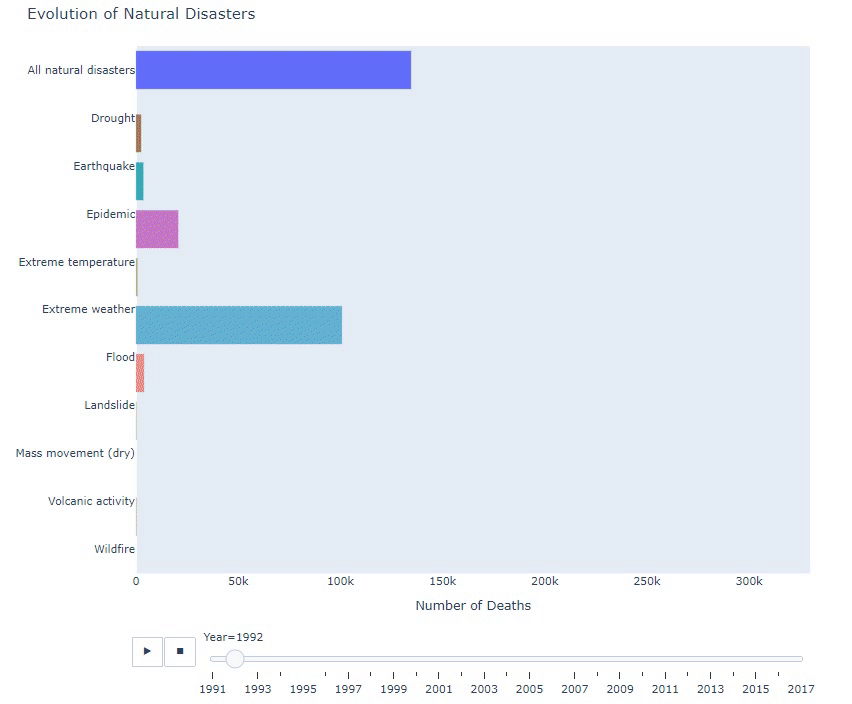 Evolution of Natural Disasters
All natural disasters
Drought
Earthquake
Epidemic
Extreme temperature
Extreme weather
Flood
Landslide
Mass movement (dry)
Volcanic activity
Wildfire
0 50k 100k 150k 200k 250k 300k
Number of Deaths
Year=1992
1991 1993 1995 1997 1999 2001 2003 2005 2007 2009 2011 2013 2015 2017